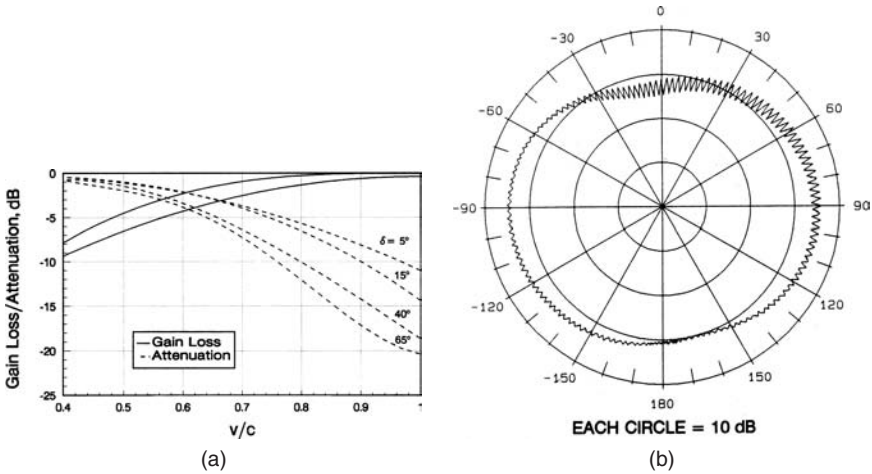 0
-5
-10
-15
-20
-25
Gain Loss/Attenuation, dB
δ = 5°
15°
40°
65°
Gain Loss
Attenuation
0.4 0.5 0.6 0.7 0.8 0.9 1
v/c
(a)
0
-30 30
-60 60
-90 90
-120 120
-150 150
180
EACH CIRCLE = 10 dB
(b)